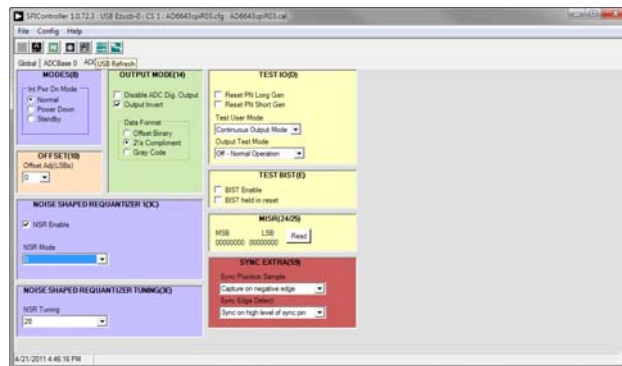 SPIController 1.0.72.3 : USB Ezusb-0 : CS 1 : AD6643spiR03.cfg : AD6643spiR03.cal
File Config Help
Global ADCBase 0 ADC
USB Refresh
MODES(8)
Int Pwr Dn Mode
Normal
Power Down
Standby
OFFSET(10)
Offset Adj(LSBs)
0
OUTPUT MODE(14)
Disable ADC Dig. Output
Output Invert
Data Format
Offset Binary
2's Compliment
Gray Code
NOISE SHAPED REQUANTIZER 1(3C)
NSR Enable
NSR Mode
0
NOISE SHAPED REQUANTIZER TUNING(3E)
NSR Tuning
28
TEST IO(D)
Reset PN Long Gen
Reset PN Short Gen
Test User Mode
Continuous Output Mode
Output Test Mode
Off - Normal Operation
TEST BIST(E)
BIST Enable
BIST held in reset
MISR(24/25)
MSB LSB
00000000 00000000 Read
SYNC EXTRA(59)
Sync Position Sample
Capture on negative edge
Sync Edge Detect
Sync on high level of sync pin
4/21/2011 4:46:16 PM